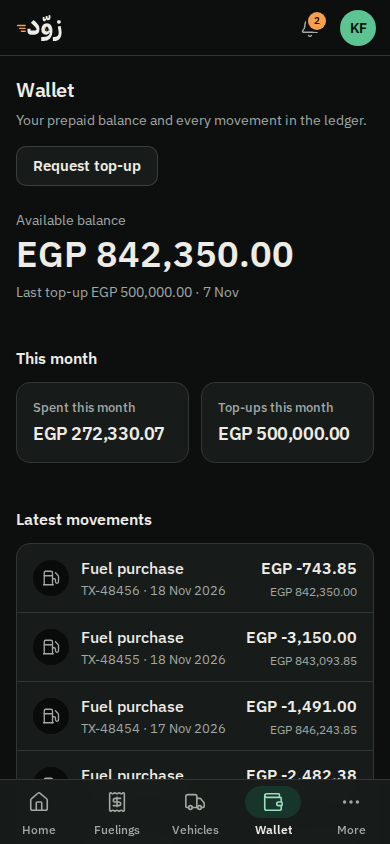 زوّد
2
KF
Wallet
Your prepaid balance and every movement in the ledger.
Request top-up
Available balance
EGP 842,350.00
Last top-up EGP 500,000.00 · 7 Nov
This month
Spent this month
EGP 272,330.07
Top-ups this month
EGP 500,000.00
Latest movements
Fuel purchase
EGP -743.85
TX-48456 · 18 Nov 2026
EGP 842,350.00
Fuel purchase
EGP -3,150.00
TX-48455 · 18 Nov 2026
EGP 843,093.85
Fuel purchase
EGP -1,491.00
TX-48454 · 17 Nov 2026
EGP 846,243.85
Fuel purchase
EGP -2,482.38
Home
Fuelings
Vehicles
Wallet
More